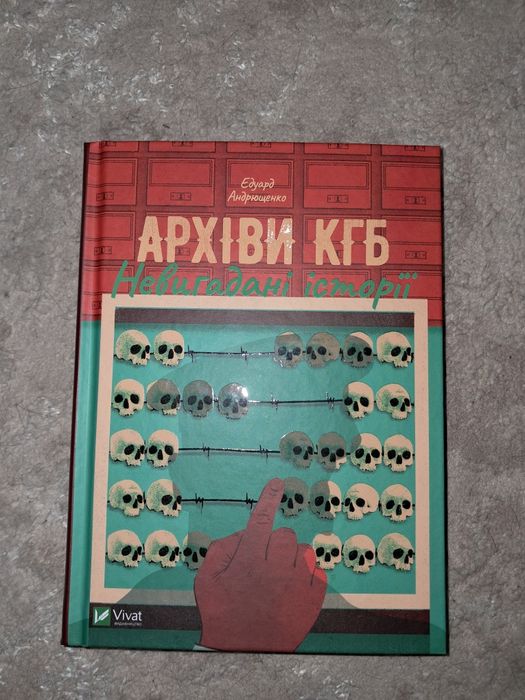 Едуард
Андрющенко
АРХІВИ КГБ
Невигадані історії
Vivat
ВИДАВНИЦТВО